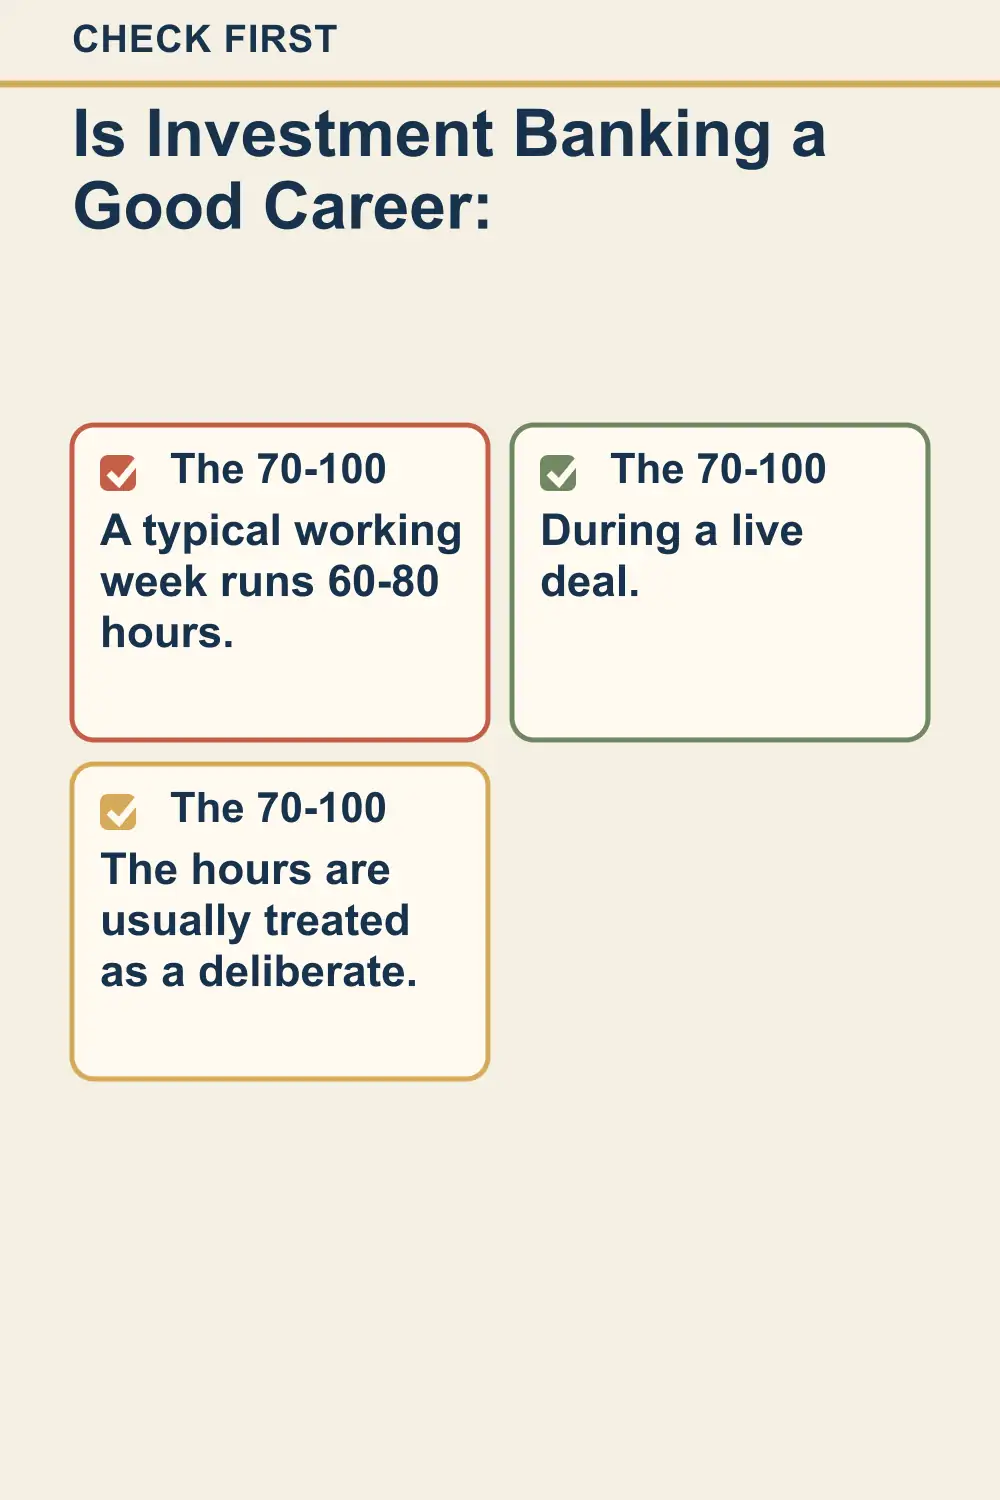 CHECK FIRST
Is Investment Banking a
Good Career:
The 70-100
A typical working
week runs 60-80
hours.
The 70-100
During a live
deal.
The 70-100
The hours are
usually treated
as a deliberate.